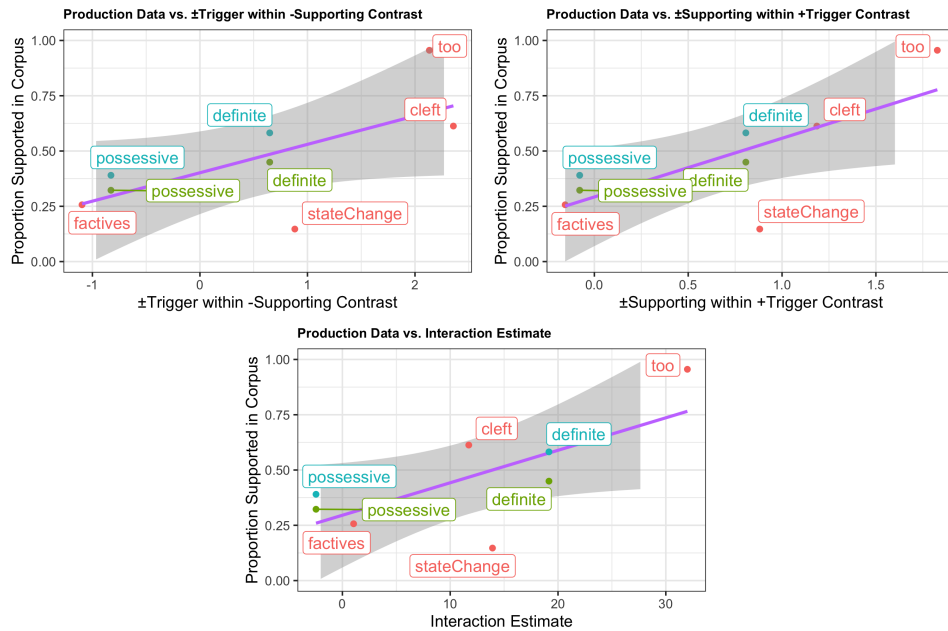 Production Data vs. ±Trigger within -Supporting Contrast
Proportion Supported in Corpus
1.00
0.75
0.50
0.25
0.00
too
cleft
definite
possessive
definite
possessive
stateChange
factives
-1
0
1
2
±Trigger within -Supporting Contrast
Production Data vs. ±Supporting within +Trigger Contrast
Proportion Supported in Corpus
1.00
0.75
0.50
0.25
0.00
too
cleft
definite
possessive
definite
possessive
stateChange
factives
0.0
0.5
1.0
1.5
±Supporting within +Trigger Contrast
Production Data vs. Interaction Estimate
Proportion Supported in Corpus
1.00
0.75
0.50
0.25
0.00
too
cleft
definite
possessive
definite
possessive
factives
stateChange
0
10
20
30
Interaction Estimate